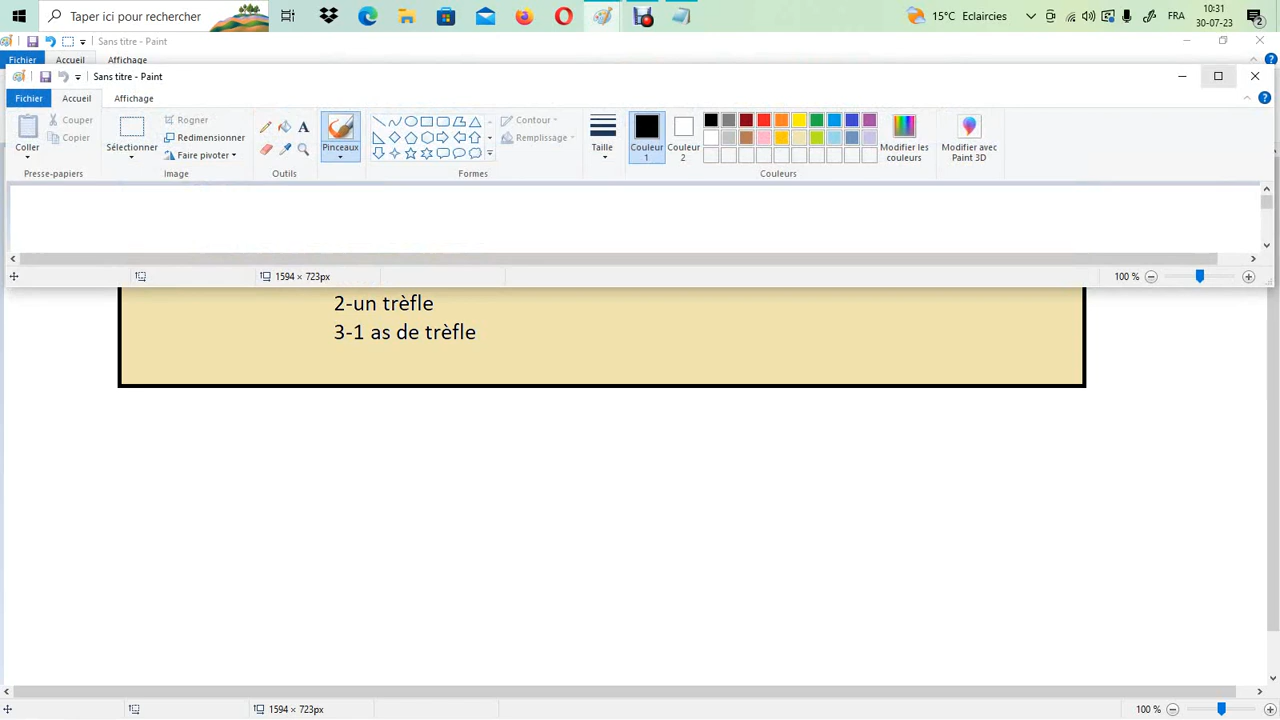 Taper ici pour rechercher
15°C Eclaircies
FRA
10:31
30-07-23
2
Sans titre - Paint
Fichier Accueil Affichage
Sans titre - Paint
Fichier Accueil Affichage
Coller
Couper
Copier
Presse-papiers
Sélectionner
Rogner
Redimensionner
Faire pivoter
Image
A
Outils
Pinceaux
Contour
Remplissage
Formes
Taille
Couleur 1
Couleur 2
Modifier les couleurs
Couleurs
Modifier avec Paint 3D
1594 × 723px
100 %
2-un trèfle
3-1 as de trèfle
1594 × 723px
100 %